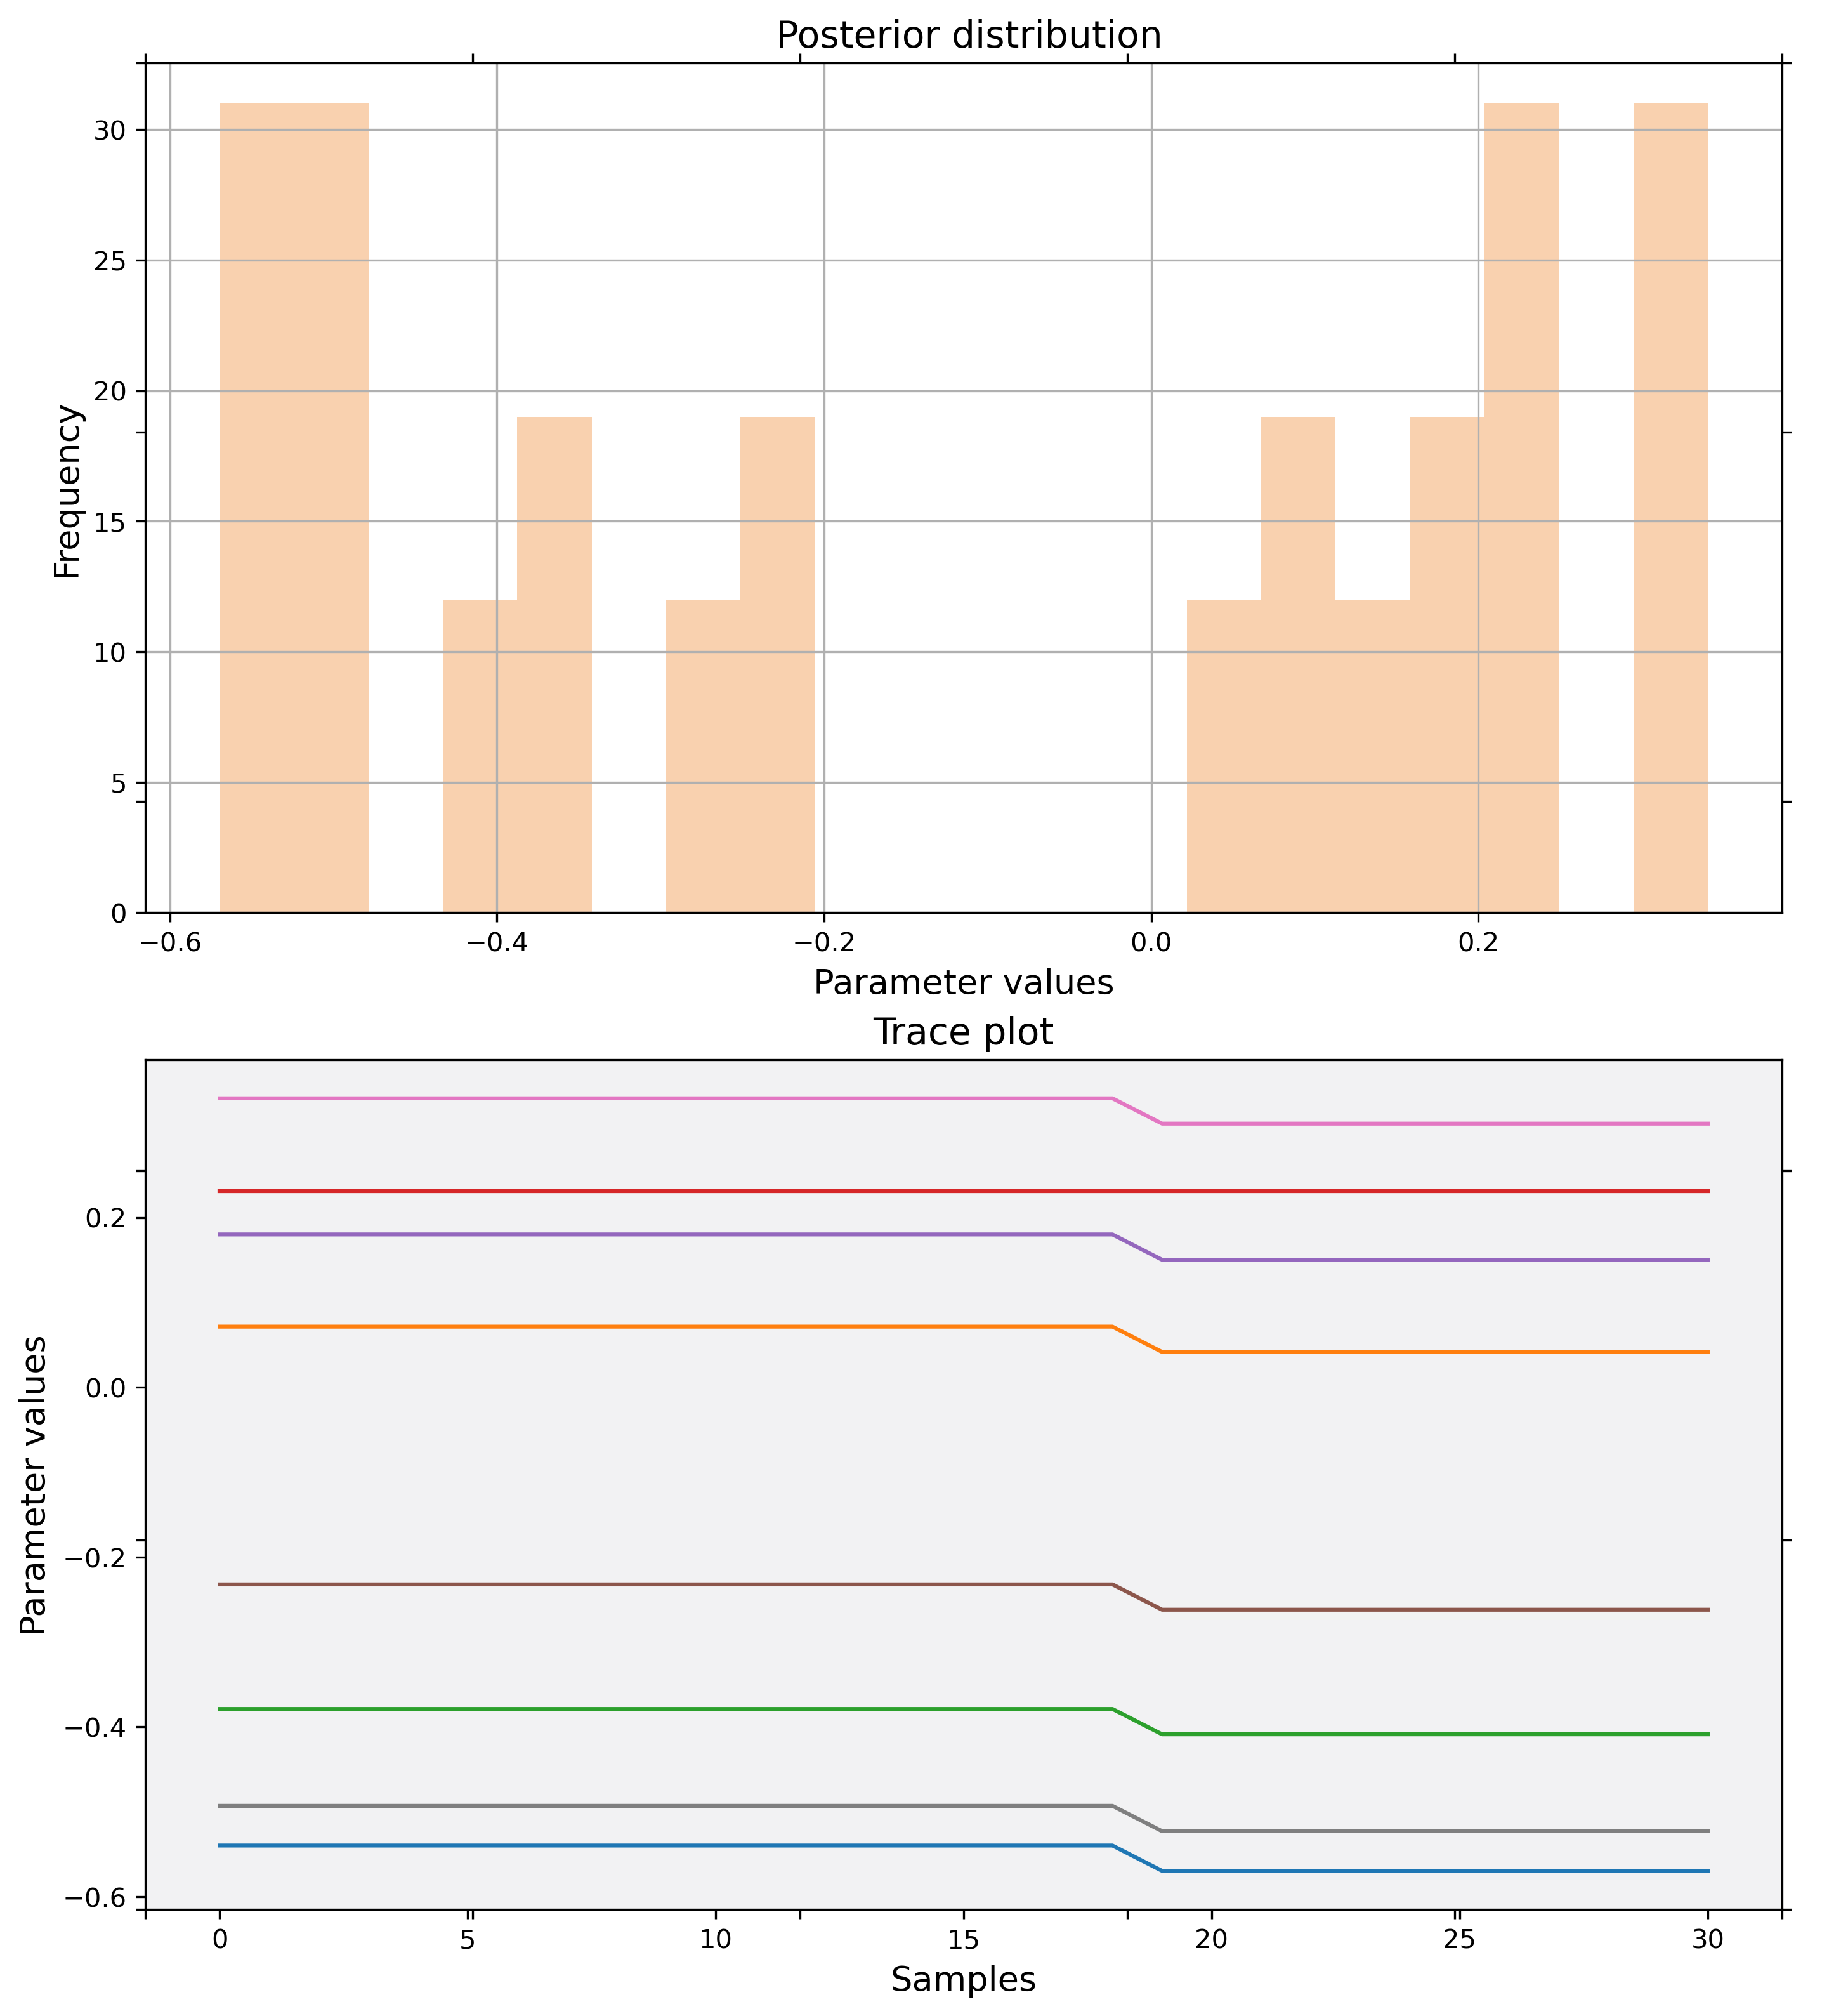 Posterior distribution
30
25
20
15
10
5
0
Frequency
−0.6 −0.4 −0.2 0.0 0.2
Parameter values
Trace plot
0.2
0.0
−0.2
−0.4
−0.6
Parameter values
0 5 10 15 20 25 30
Samples